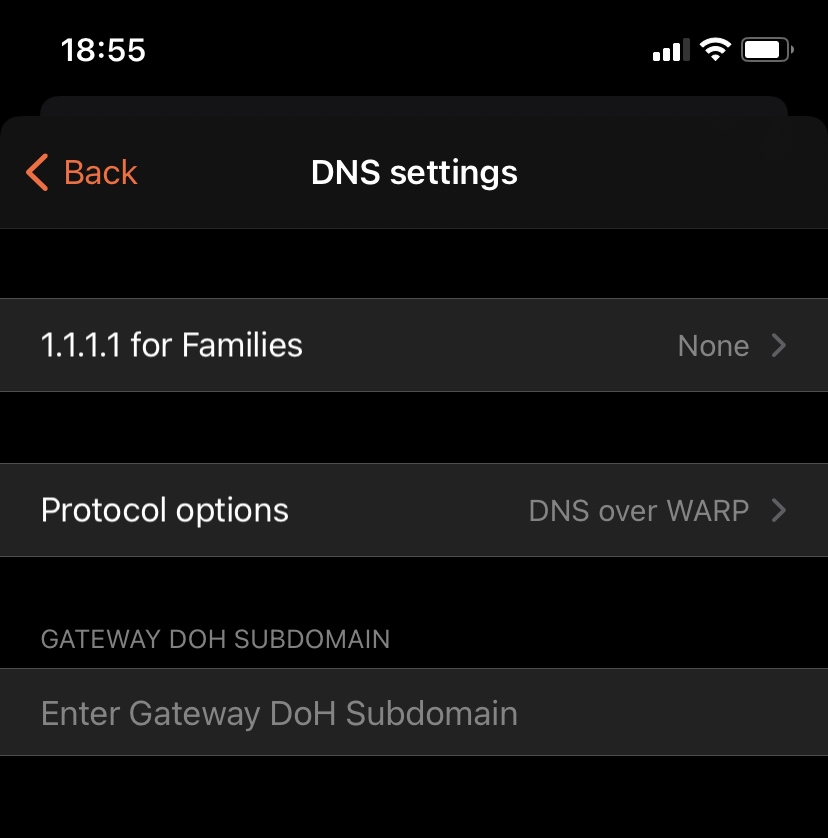 18:55
Back
DNS settings
1.1.1.1 for Families
None
Protocol options
DNS over WARP
GATEWAY DOH SUBDOMAIN
Enter Gateway DoH Subdomain